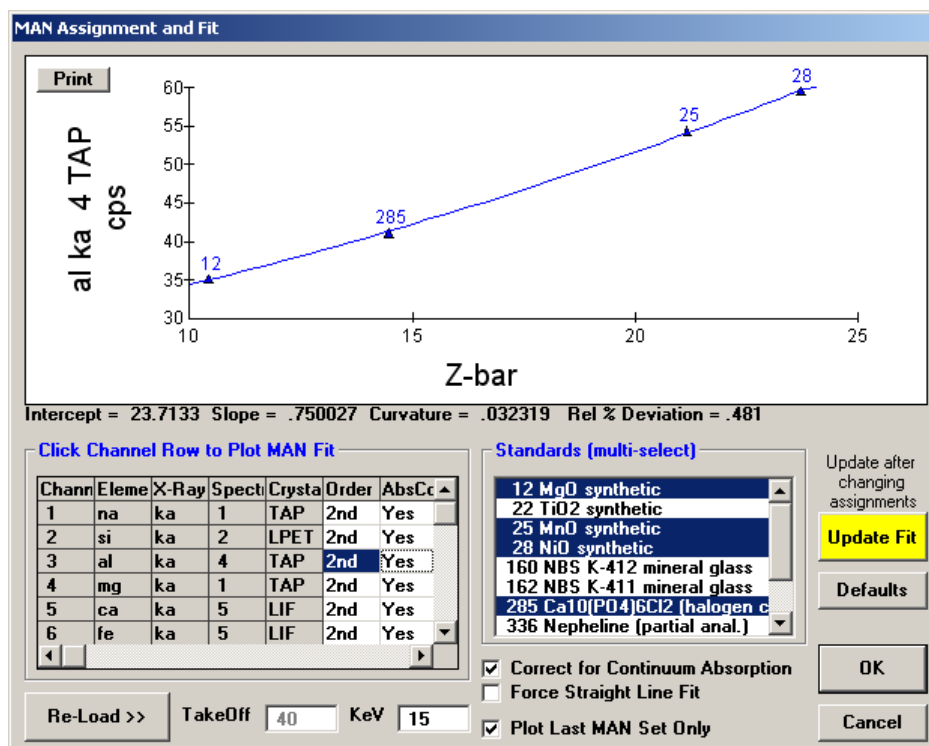 MAN Assignment and Fit
Print
al ka 4 TAP
cps
60
55
50
45
40
35
30
12
285
25
28
10
15
20
25
Z-bar
Intercept = 23.7133 Slope = .750027 Curvature = .032319 Rel % Deviation = .481
Click Channel Row to Plot MAN Fit
Chann Eleme X-Ray Spectr Crysta Order AbsCo
1 na ka 1 TAP 2nd Yes
2 si ka 2 LPET 2nd Yes
3 al ka 4 TAP 2nd Yes
4 mg ka 1 TAP 2nd Yes
5 ca ka 5 LIF 2nd Yes
6 fe ka 5 LIF 2nd Yes
Standards (multi-select)
12 MgO synthetic
22 TiO2 synthetic
25 MnO synthetic
28 NiO synthetic
160 NBS K-412 mineral glass
162 NBS K-411 mineral glass
285 Ca10(PO4)6Cl2 (halogen c
336 Nepheline (partial anal.)
Update after
changing
assignments
Update Fit
Defaults
Correct for Continuum Absorption
Force Straight Line Fit
Plot Last MAN Set Only
OK
Cancel
Re-Load >>
TakeOff 40 KeV 15